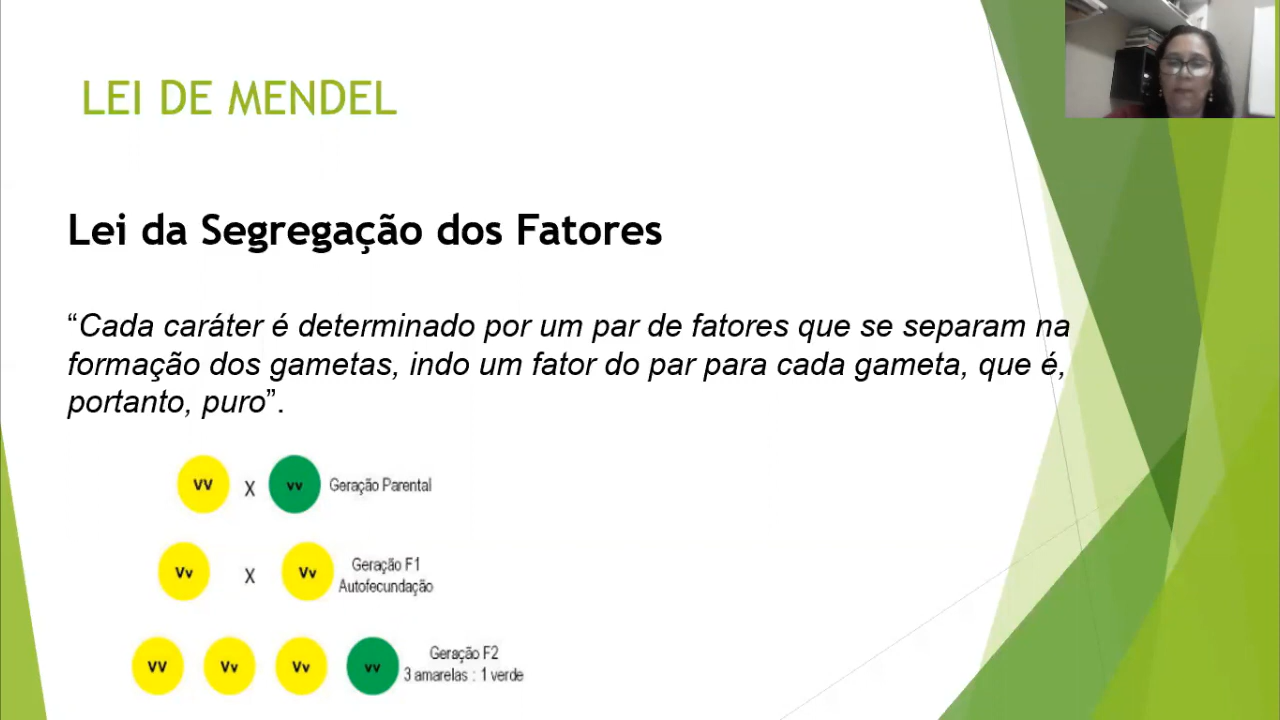 LEI DE MENDEL
Lei da Segregação dos Fatores
“Cada caráter é determinado por um par de fatores que se separam na
formação dos gametas, indo um fator do par para cada gameta, que é,
portanto, puro”.
VV X vv Geração Parental
Vv X Vv Geração F1
Autofecundação
VV Vv Vv vv Geração F2
3 amarelas : 1 verde